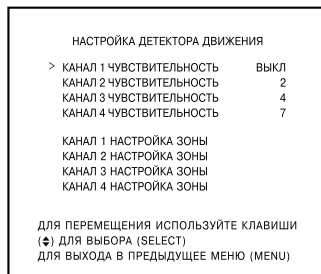 НАСТРОЙКА ДЕТЕКТОРА ДВИЖЕНИЯ
> КАНАЛ 1 ЧУВСТВИТЕЛЬНОСТЬ ВЫКЛ
КАНАЛ 2 ЧУВСТВИТЕЛЬНОСТЬ 2
КАНАЛ 3 ЧУВСТВИТЕЛЬНОСТЬ 4
КАНАЛ 4 ЧУВСТВИТЕЛЬНОСТЬ 7
КАНАЛ 1 НАСТРОЙКА ЗОНЫ
КАНАЛ 2 НАСТРОЙКА ЗОНЫ
КАНАЛ 3 НАСТРОЙКА ЗОНЫ
КАНАЛ 4 НАСТРОЙКА ЗОНЫ
ДЛЯ ПЕРЕМЕЩЕНИЯ ИСПОЛЬЗУЙТЕ КЛАВИШИ
(♦) ДЛЯ ВЫБОРА (SELECT)
ДЛЯ ВЫХОДА В ПРЕДЫДУЩЕЕ МЕНЮ (MENU)